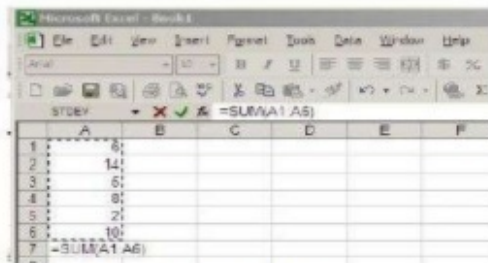 Microsoft Excel - Book1
File Edit View Insert Format Tools Data Window Help
Arial 10 B I U $ %
STDEV X =SUM(A1:A6)
A B C D E F
1 6
2 14
3
4 8
5 2
6 10
7 =SUM(A1:A6)